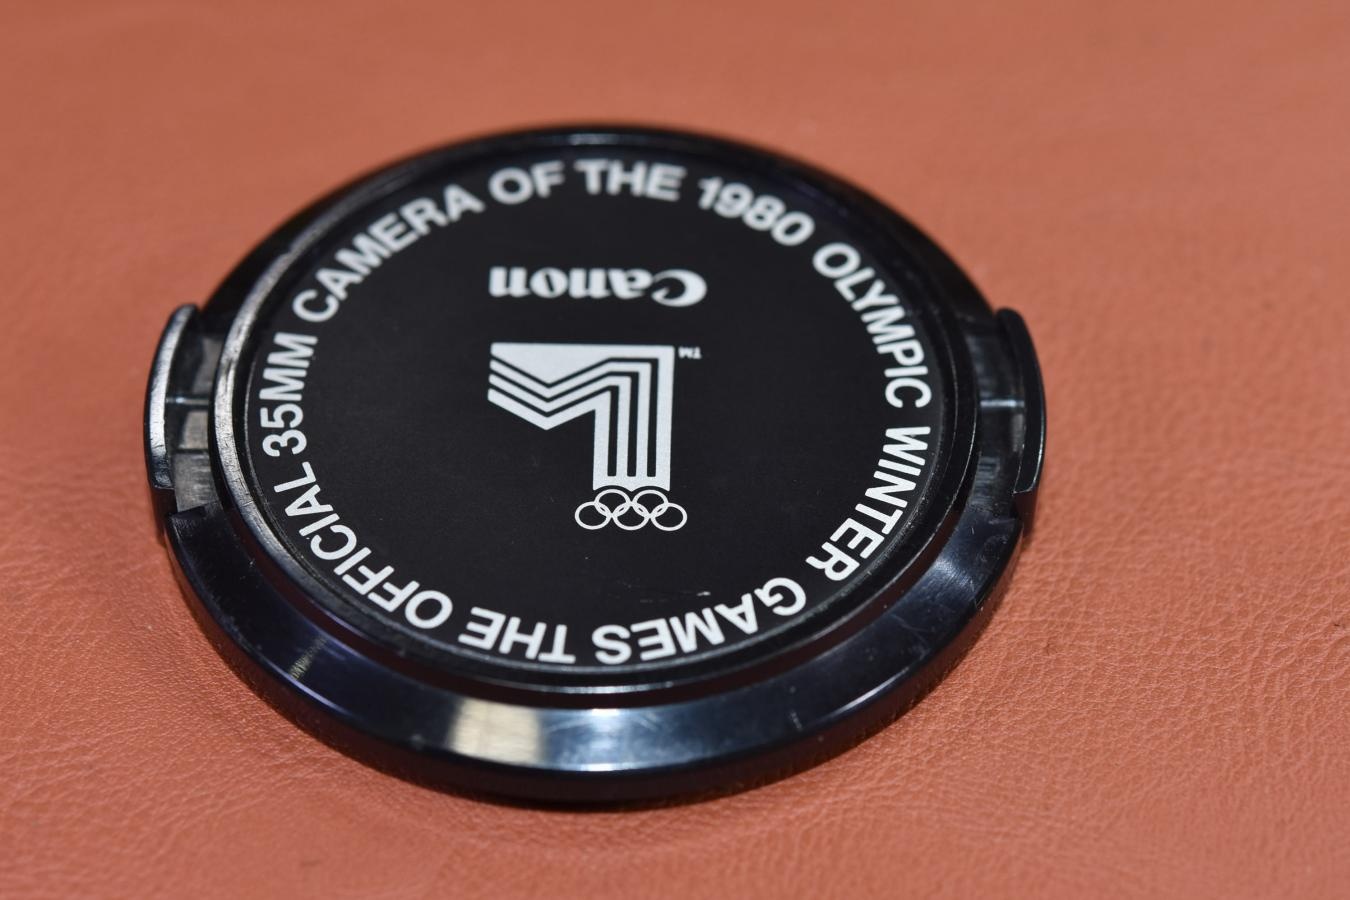 THE OFFICIAL 35MM CAMERA OF THE 1980 OLYMPIC WINTER GAMES
Canon
TM